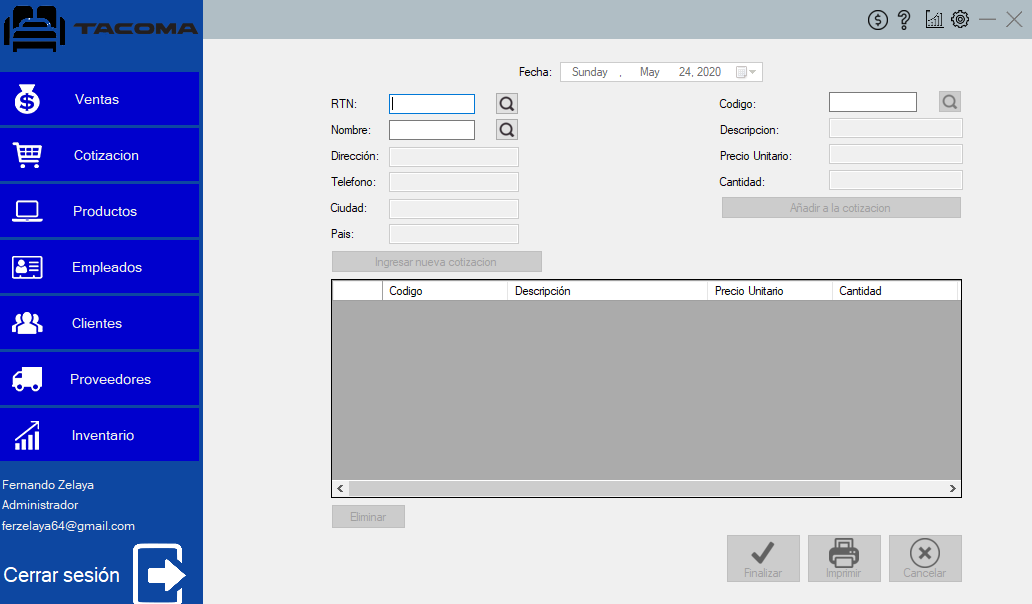 TACOMA
Ventas
Cotizacion
Productos
Empleados
Clientes
Proveedores
Inventario
Fernando Zelaya
Administrador
ferzelaya64@gmail.com
Cerrar sesión
Fecha: Sunday , May 24, 2020
RTN:
Nombre:
Dirección:
Telefono:
Ciudad:
Pais:
Ingresar nueva cotizacion
Codigo:
Descripcion:
Precio Unitario:
Cantidad:
Añadir a la cotizacion
Codigo Descripción Precio Unitario Cantidad
Eliminar
Finalizar Imprimir Cancelar